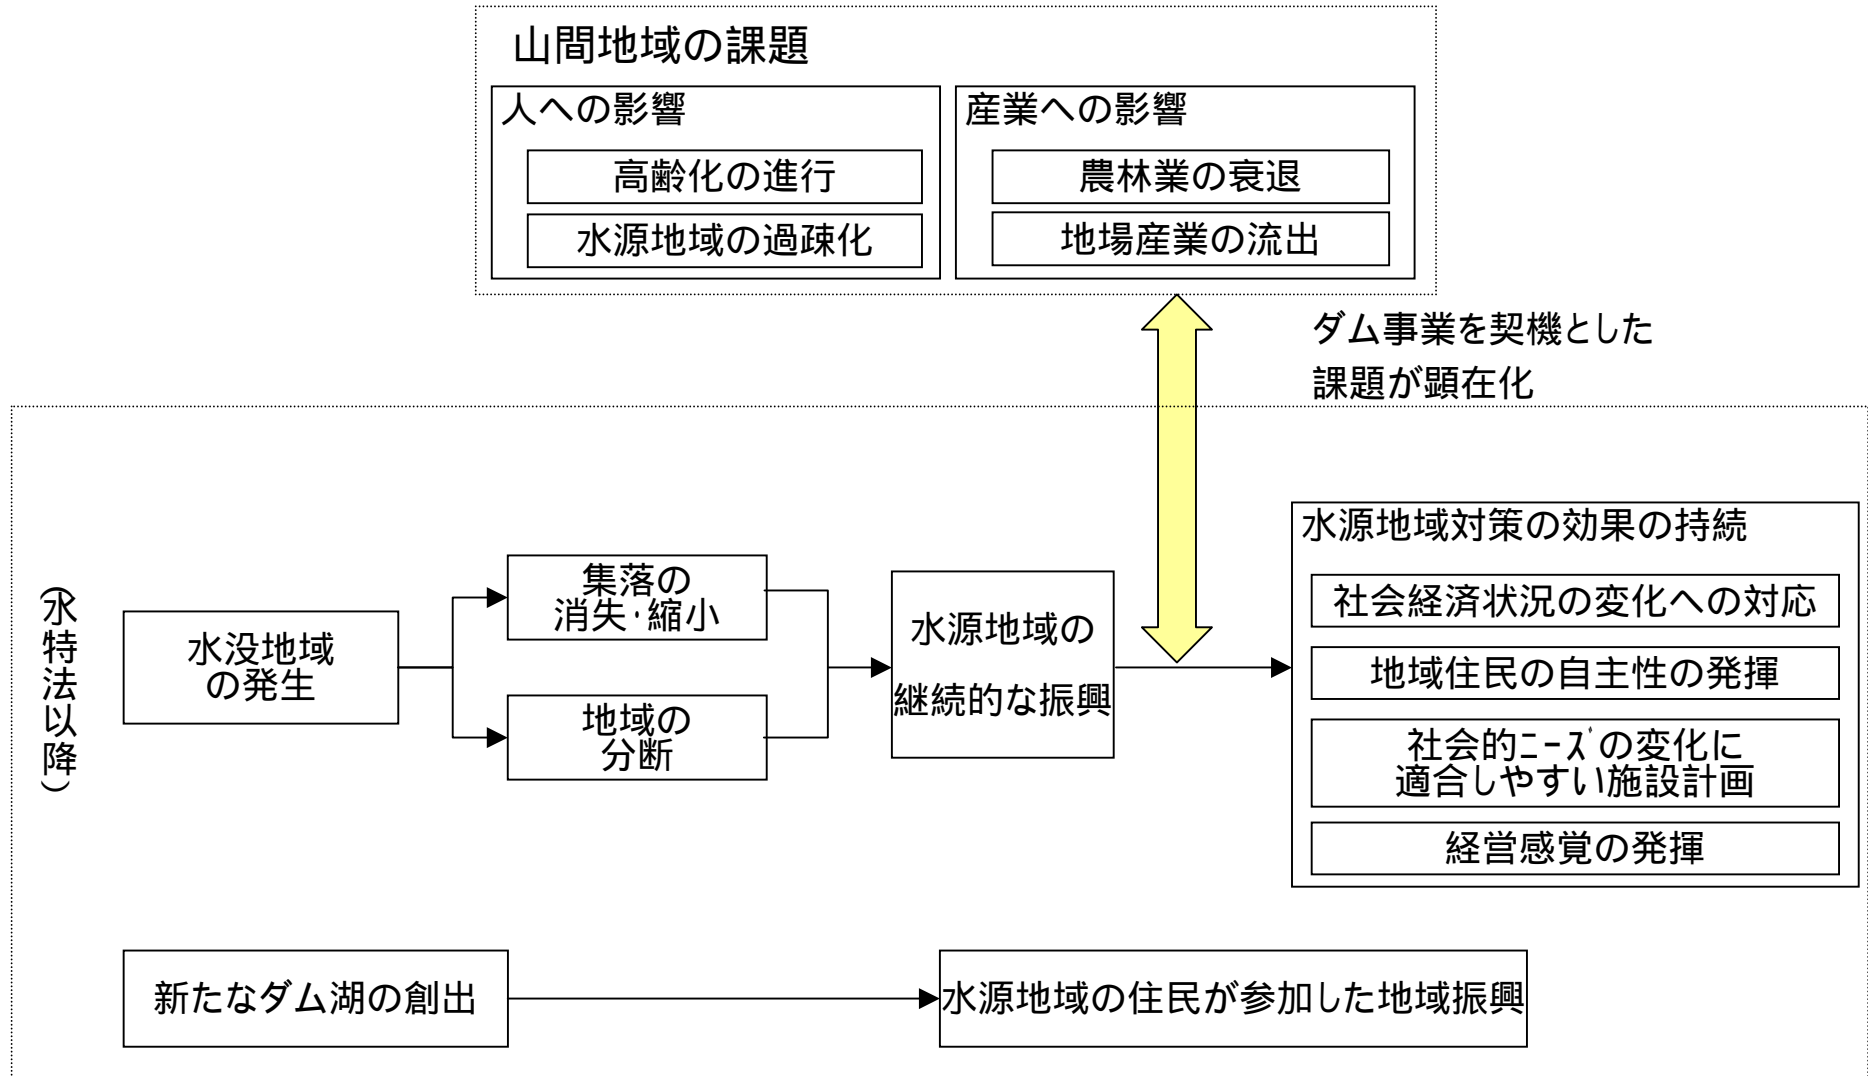 山間地域の課題
人への影響
高齢化の進行
水源地域の過疎化
産業への影響
農林業の衰退
地場産業の流出
ダム事業を契機とした
課題が顕在化
(水特法以降)
水没地域
の発生
集落の
消失･縮小
地域の
分断
水源地域の
継続的な振興
水源地域対策の効果の持続
社会経済状況の変化への対応
地域住民の自主性の発揮
社会的ﾆｰｽﾞの変化に
適合しやすい施設計画
経営感覚の発揮
新たなダム湖の創出
水源地域の住民が参加した地域振興